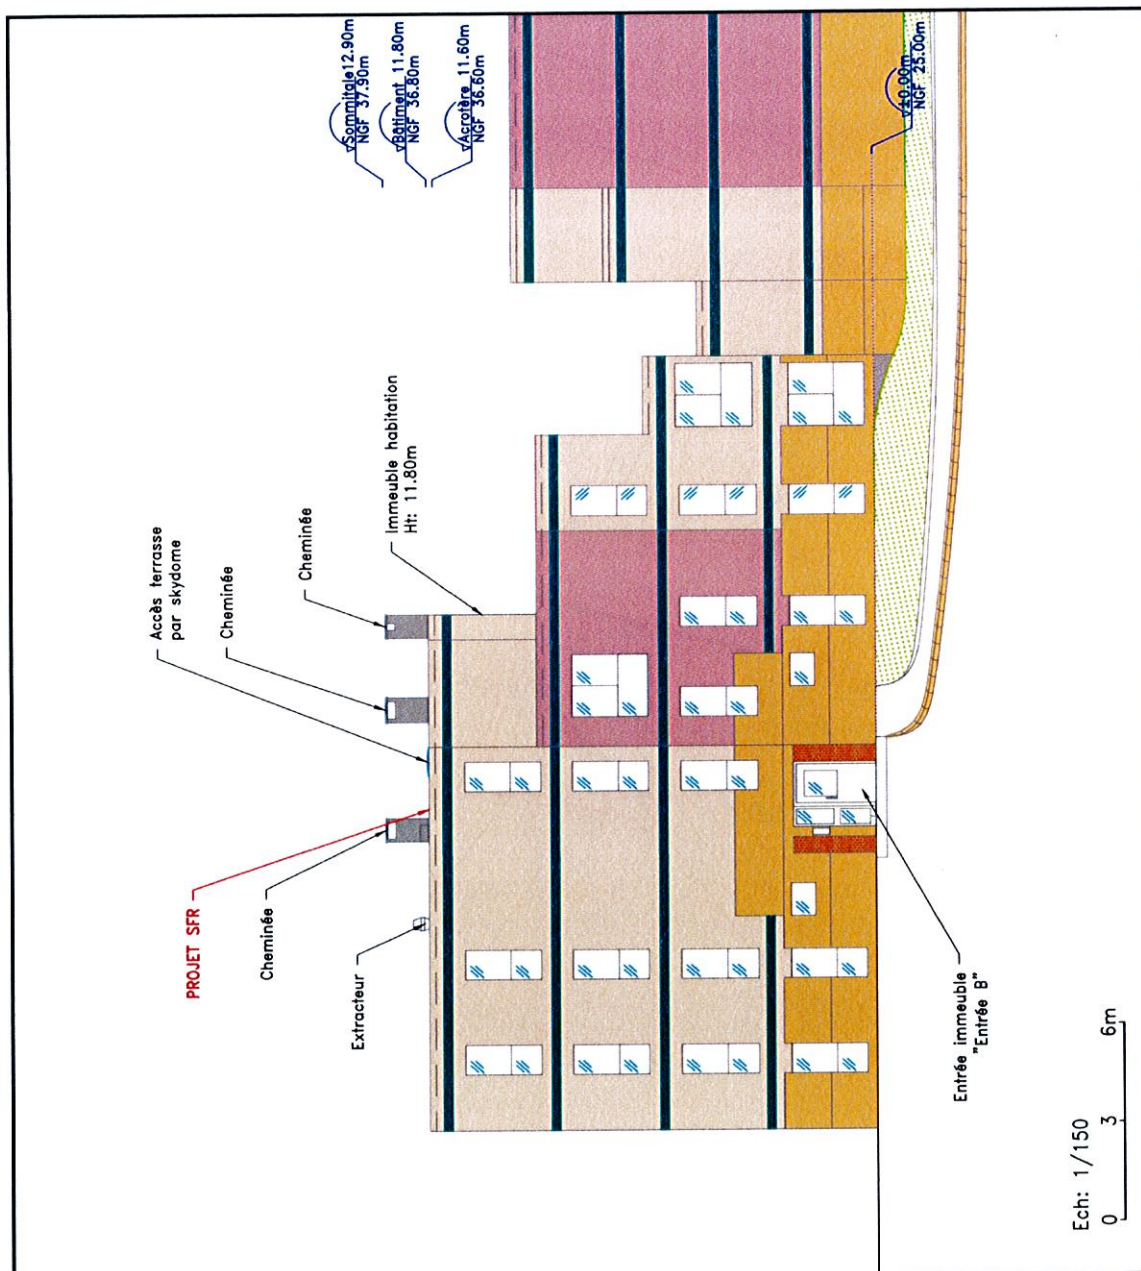 PROJET SFR
Accès terrasse
par skydome
Cheminée
Cheminée
Cheminée
Extracteur
Immeuble habitation
Ht: 11.80m
Sommitale12.90m
NGF 37.90m
Bâtiment 11.80m
NGF 36.80m
Acrotère 11.60m
NGF 36.60m
±0.00m
NGF 25.00m
Entrée immeuble
"Entrée B"
Ech: 1/150
0 3 6m